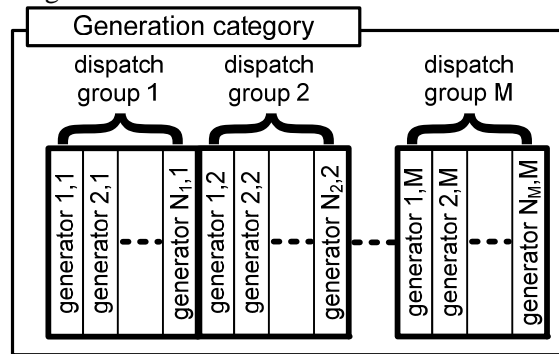 Generation category
dispatch
group 1
dispatch
group 2
dispatch
group M
generator 1,1
generator 2,1
generator N1,1
generator 1,2
generator 2,2
generator N2,2
generator 1,M
generator 2,M
generator NM,M